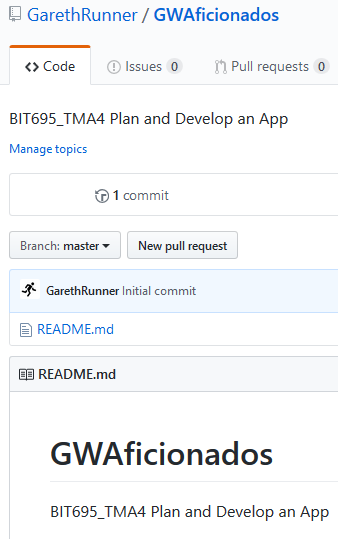 GarethRunner / GWAficionados
Code Issues 0 Pull requests 0
BIT695_TMA4 Plan and Develop an App
Manage topics
1 commit
Branch: master New pull request
GarethRunner Initial commit
README.md
README.md
GWAficionados
BIT695_TMA4 Plan and Develop an App